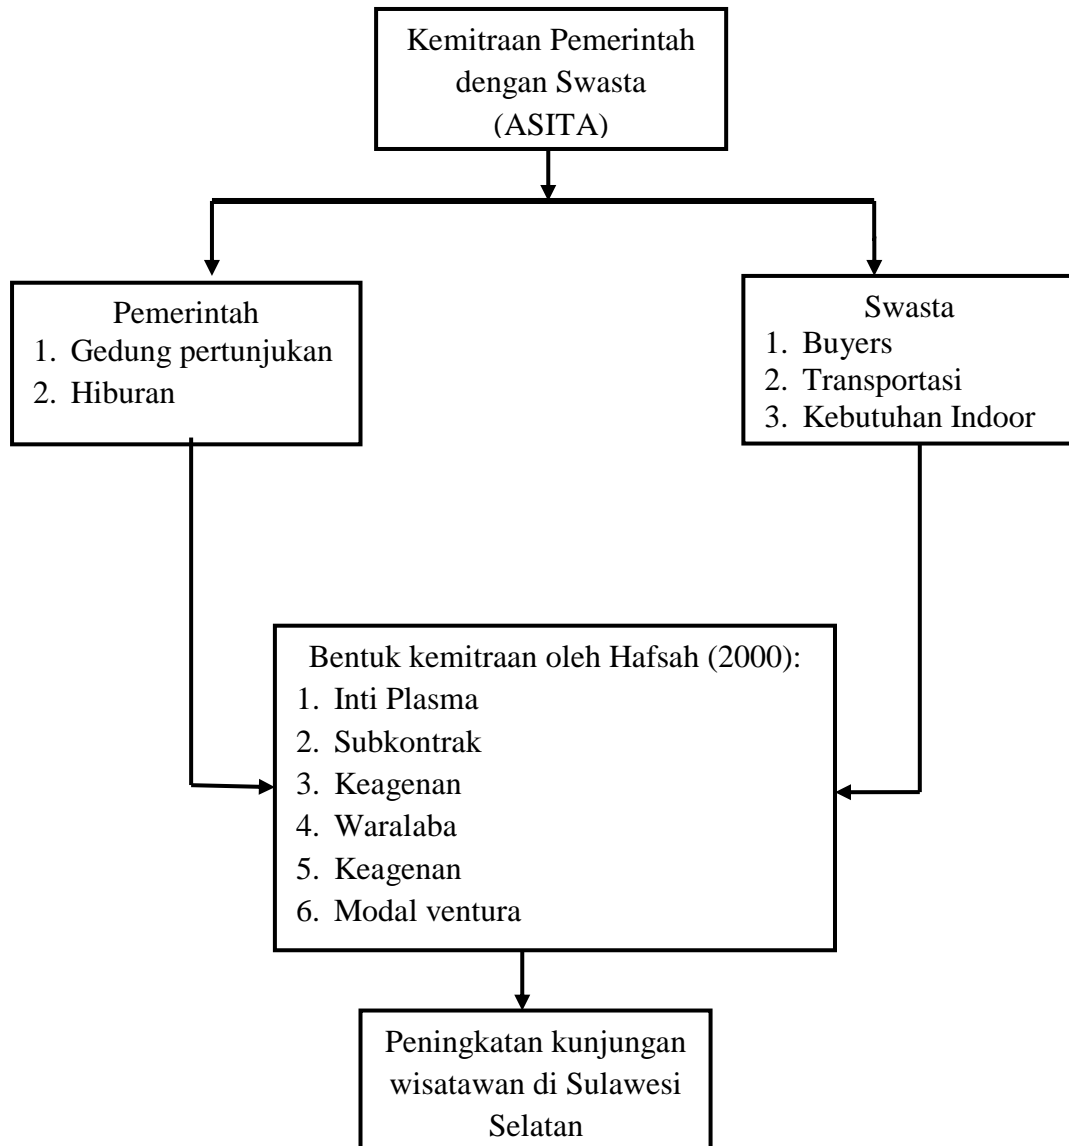 Kemitraan Pemerintah
dengan Swasta
(ASITA)
Pemerintah
1. Gedung pertunjukan
2. Hiburan
Swasta
1. Buyers
2. Transportasi
3. Kebutuhan Indoor
Bentuk kemitraan oleh Hafsah (2000):
1. Inti Plasma
2. Subkontrak
3. Keagenan
4. Waralaba
5. Keagenan
6. Modal ventura
Peningkatan kunjungan
wisatawan di Sulawesi
Selatan